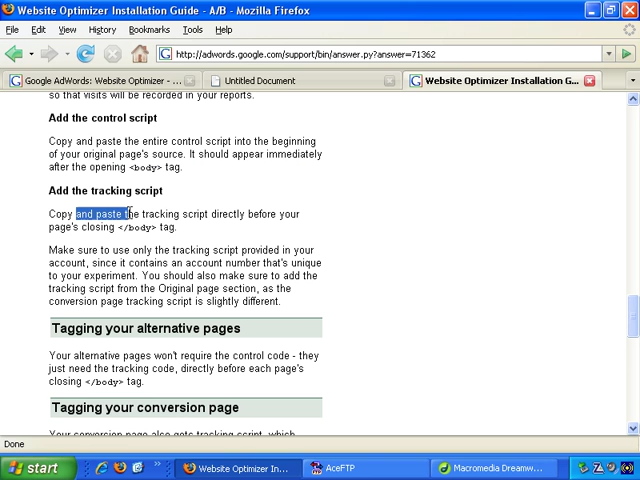 Website Optimizer Installation Guide - A/B - Mozilla Firefox
File Edit View History Bookmarks Tools Help
http://adwords.google.com/support/bin/answer.py?answer=71362
Google AdWords: Website Optimizer - ...
Untitled Document
Website Optimizer Installation G...
so that visits will be recorded in your reports.
Add the control script
Copy and paste the entire control script into the beginning
of your original page's source. It should appear immediately
after the opening <body> tag.
Add the tracking script
Copy and paste the tracking script directly before your
page's closing </body> tag.
Make sure to use only the tracking script provided in your
account, since it contains an account number that's unique
to your experiment. You should also make sure to add the
tracking script from the Original page section, as the
conversion page tracking script is slightly different.
Tagging your alternative pages
Your alternative pages won't require the control code - they
just need the tracking code, directly before each page's
closing </body> tag.
Tagging your conversion page
Your conversion page also gets tracking script, which
Done
start
Website Optimizer In...
AceFTP
Macromedia Dreamw...